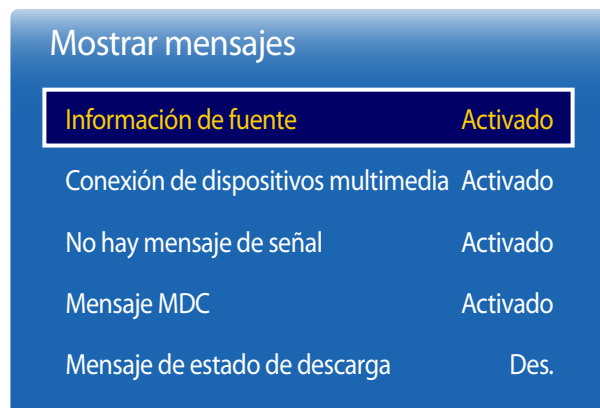 Mostrar mensajes
Información de fuente Activado
Conexión de dispositivos multimedia Activado
No hay mensaje de señal Activado
Mensaje MDC Activado
Mensaje de estado de descarga Des.